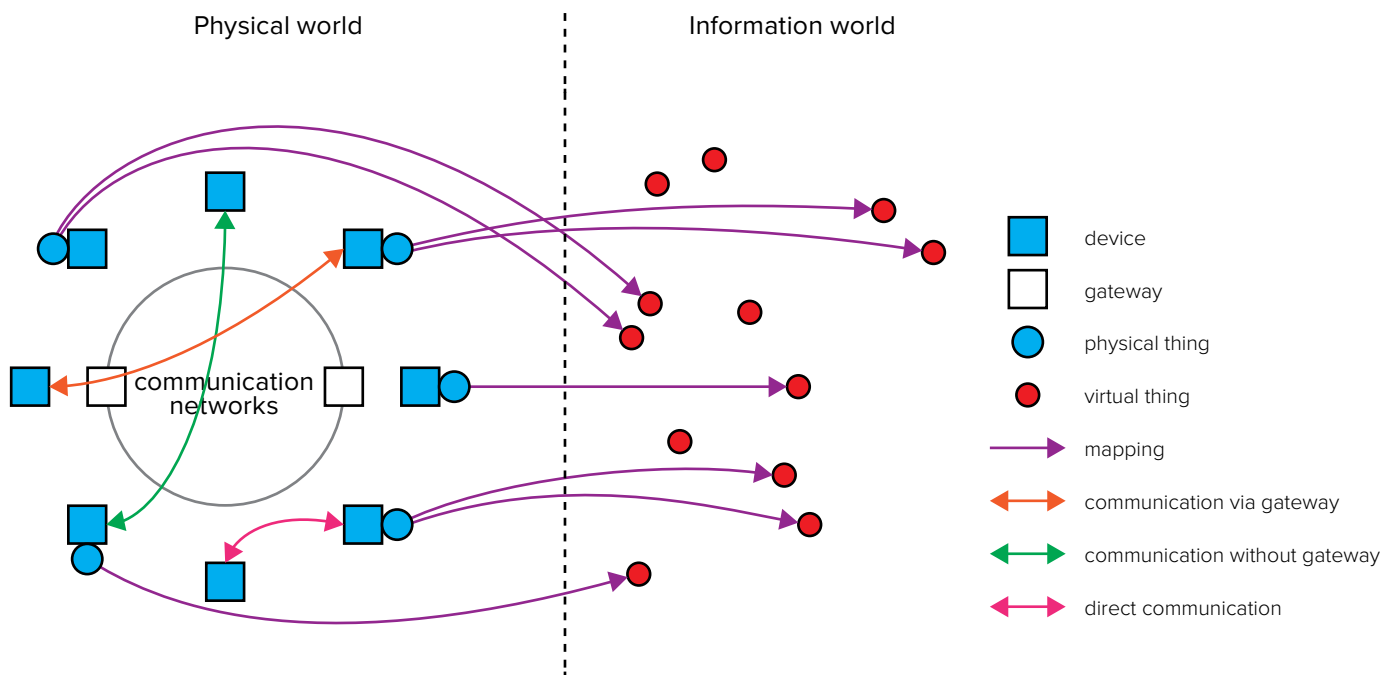 Physical world
Information world
communication
networks
device
gateway
physical thing
virtual thing
mapping
communication via gateway
communication without gateway
direct communication